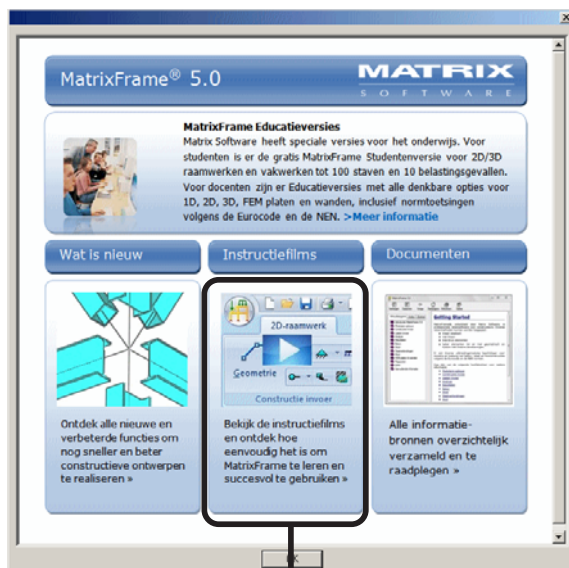 MatrixFrame® 5.0
MATRIX
SOFTWARE
MatrixFrame Educatieversies
Matrix Software heeft speciale versies voor het onderwijs. Voor
studenten is er de gratis MatrixFrame Studentenversie voor 2D/3D
raamwerken en vakwerken tot 100 staven en 10 belastingsgevallen.
Voor docenten zijn er Educatieversies met alle denkbare opties voor
1D, 2D, 3D, FEM platen en wanden, inclusief normtoetsingen
volgens de Eurocode en de NEN. >Meer informatie
Wat is nieuw
Ontdek alle nieuwe en
verbeterde functies om
nog sneller en beter
constructieve ontwerpen
te realiseren »
Instructiefilms
2D-raamwerk
Geometrie
Constructie invoer
Bekijk de instructiefilms
en ontdek hoe
eenvoudig het is om
MatrixFrame te leren en
succesvol te gebruiken »
Documenten
Getting Started
Alle informatie-
bronnen overzichtelijk
verzameld en te
raadplegen »